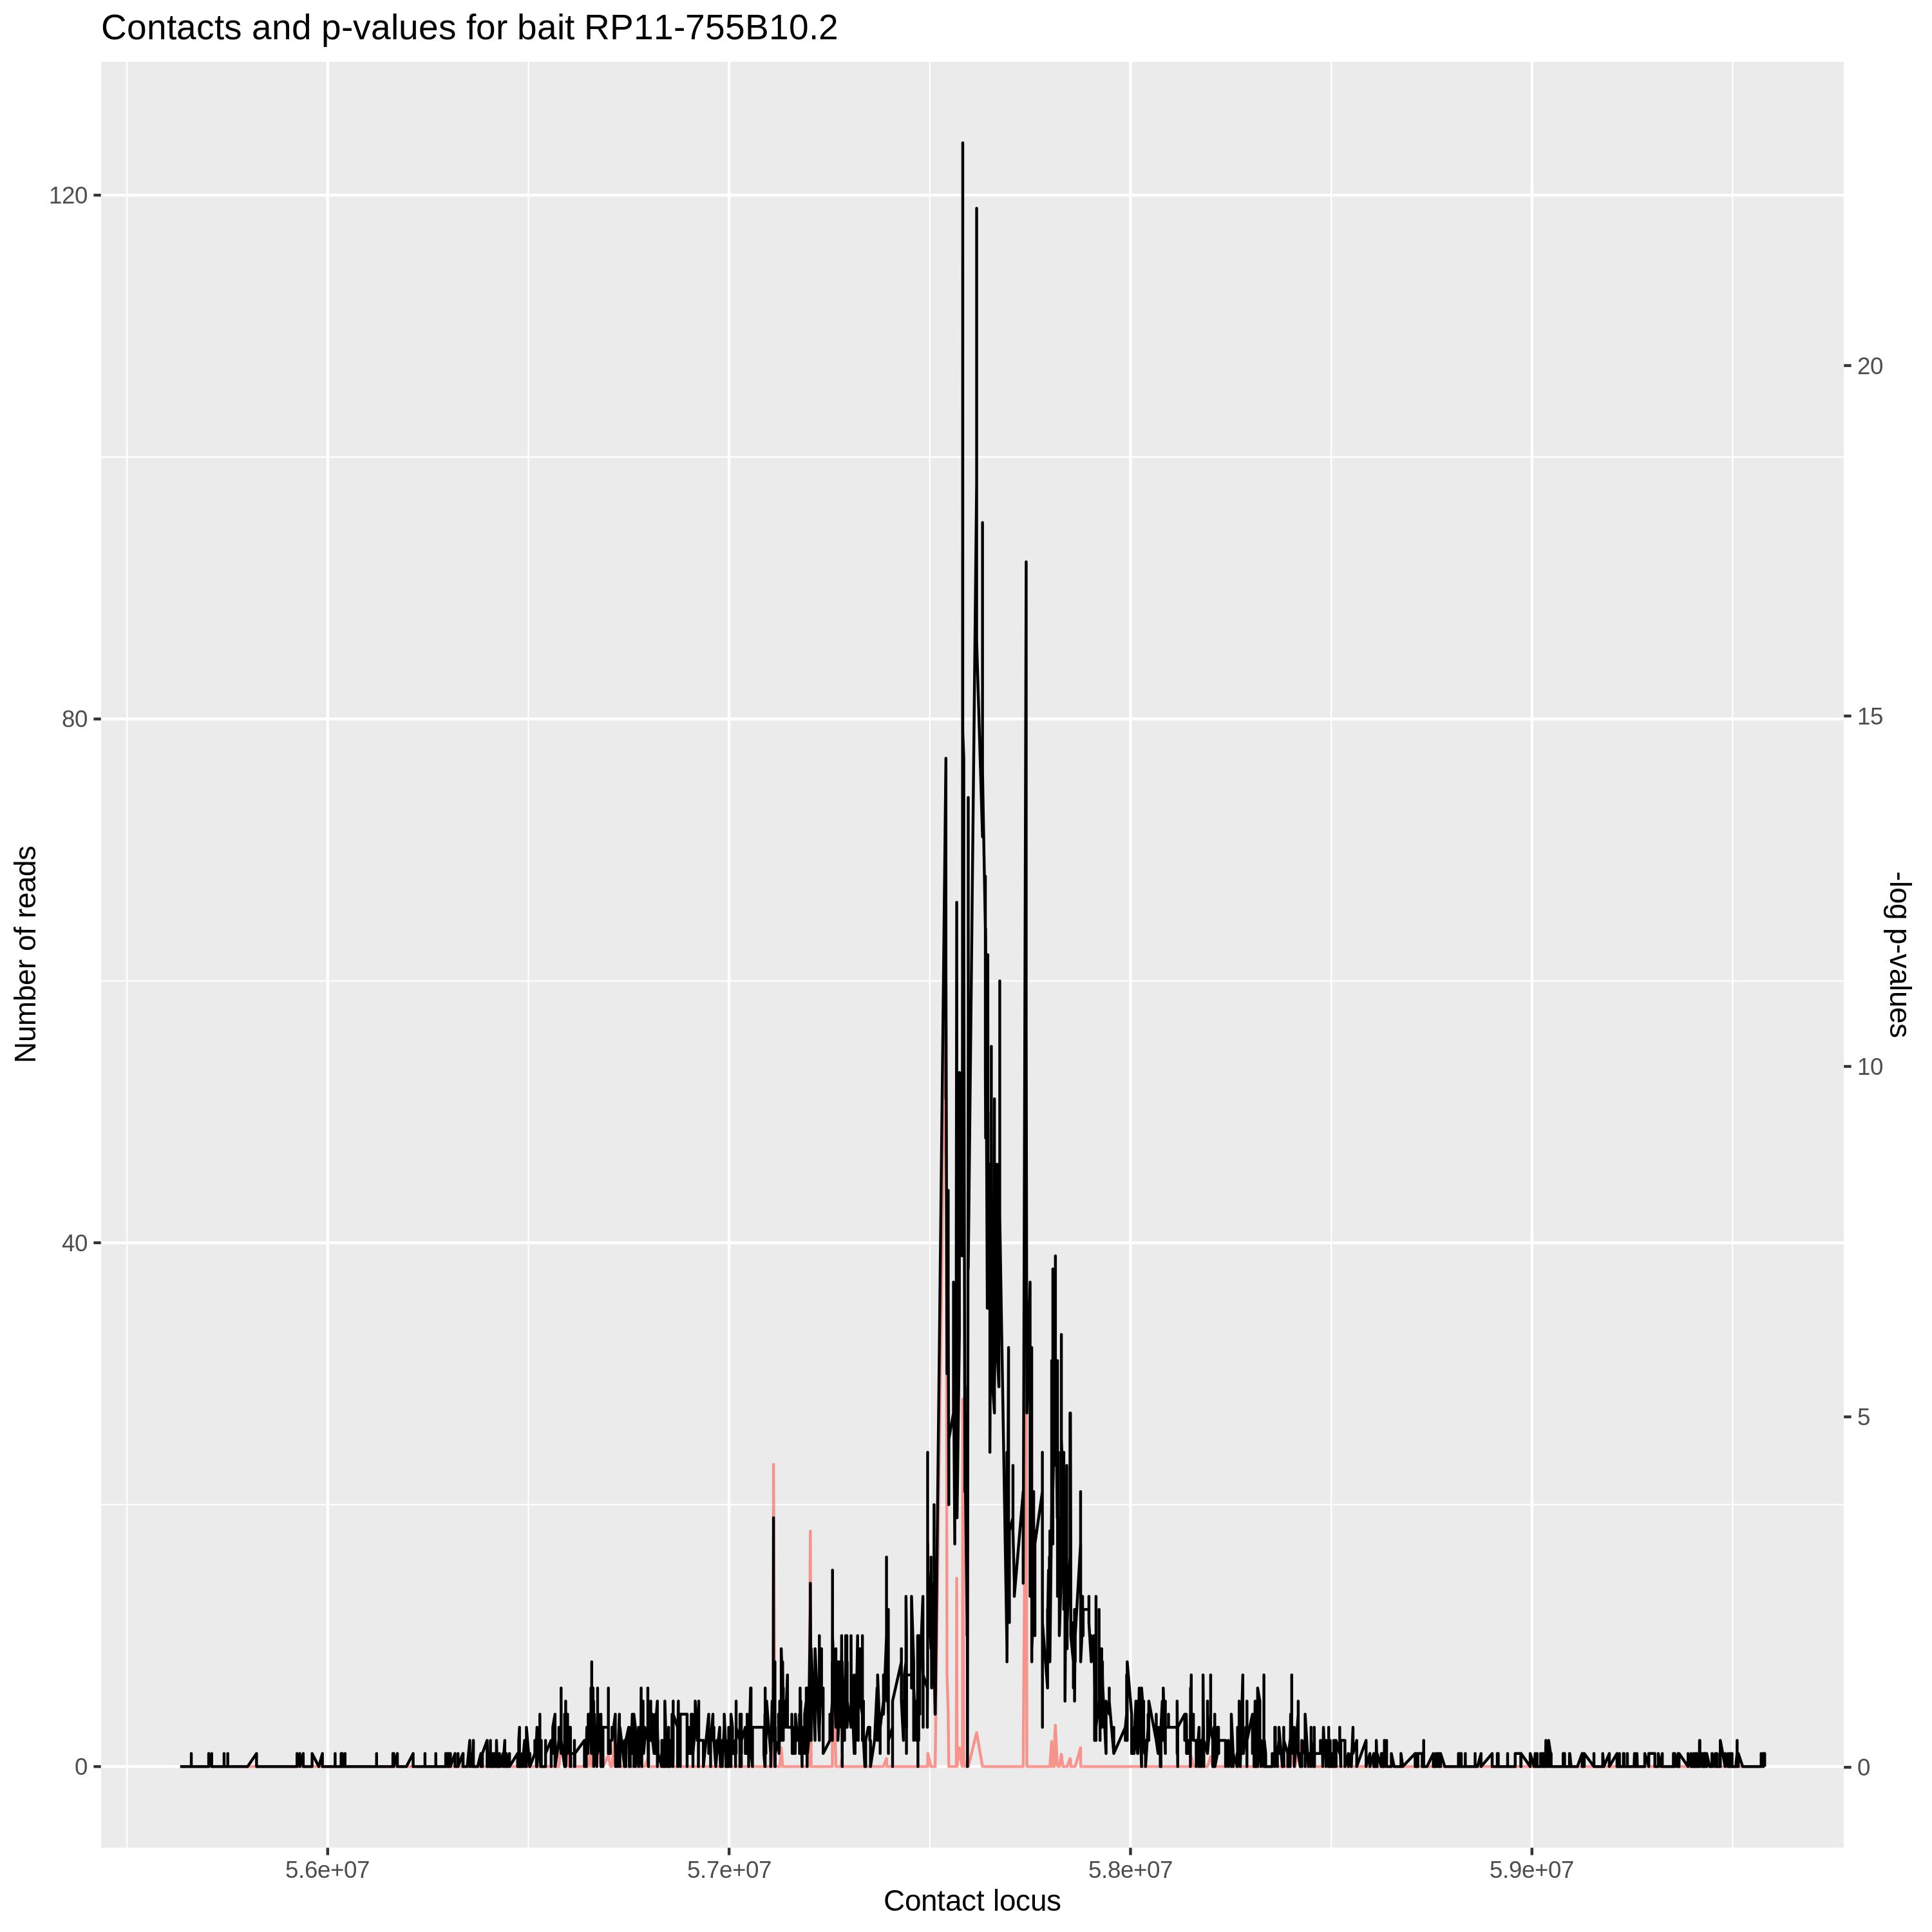 Contacts and p-values for bait RP11-755B10.2
120
80
40
0
Number of reads
20
15
10
5
0
-log p-values
5.6e+07 5.7e+07 5.8e+07 5.9e+07
Contact locus